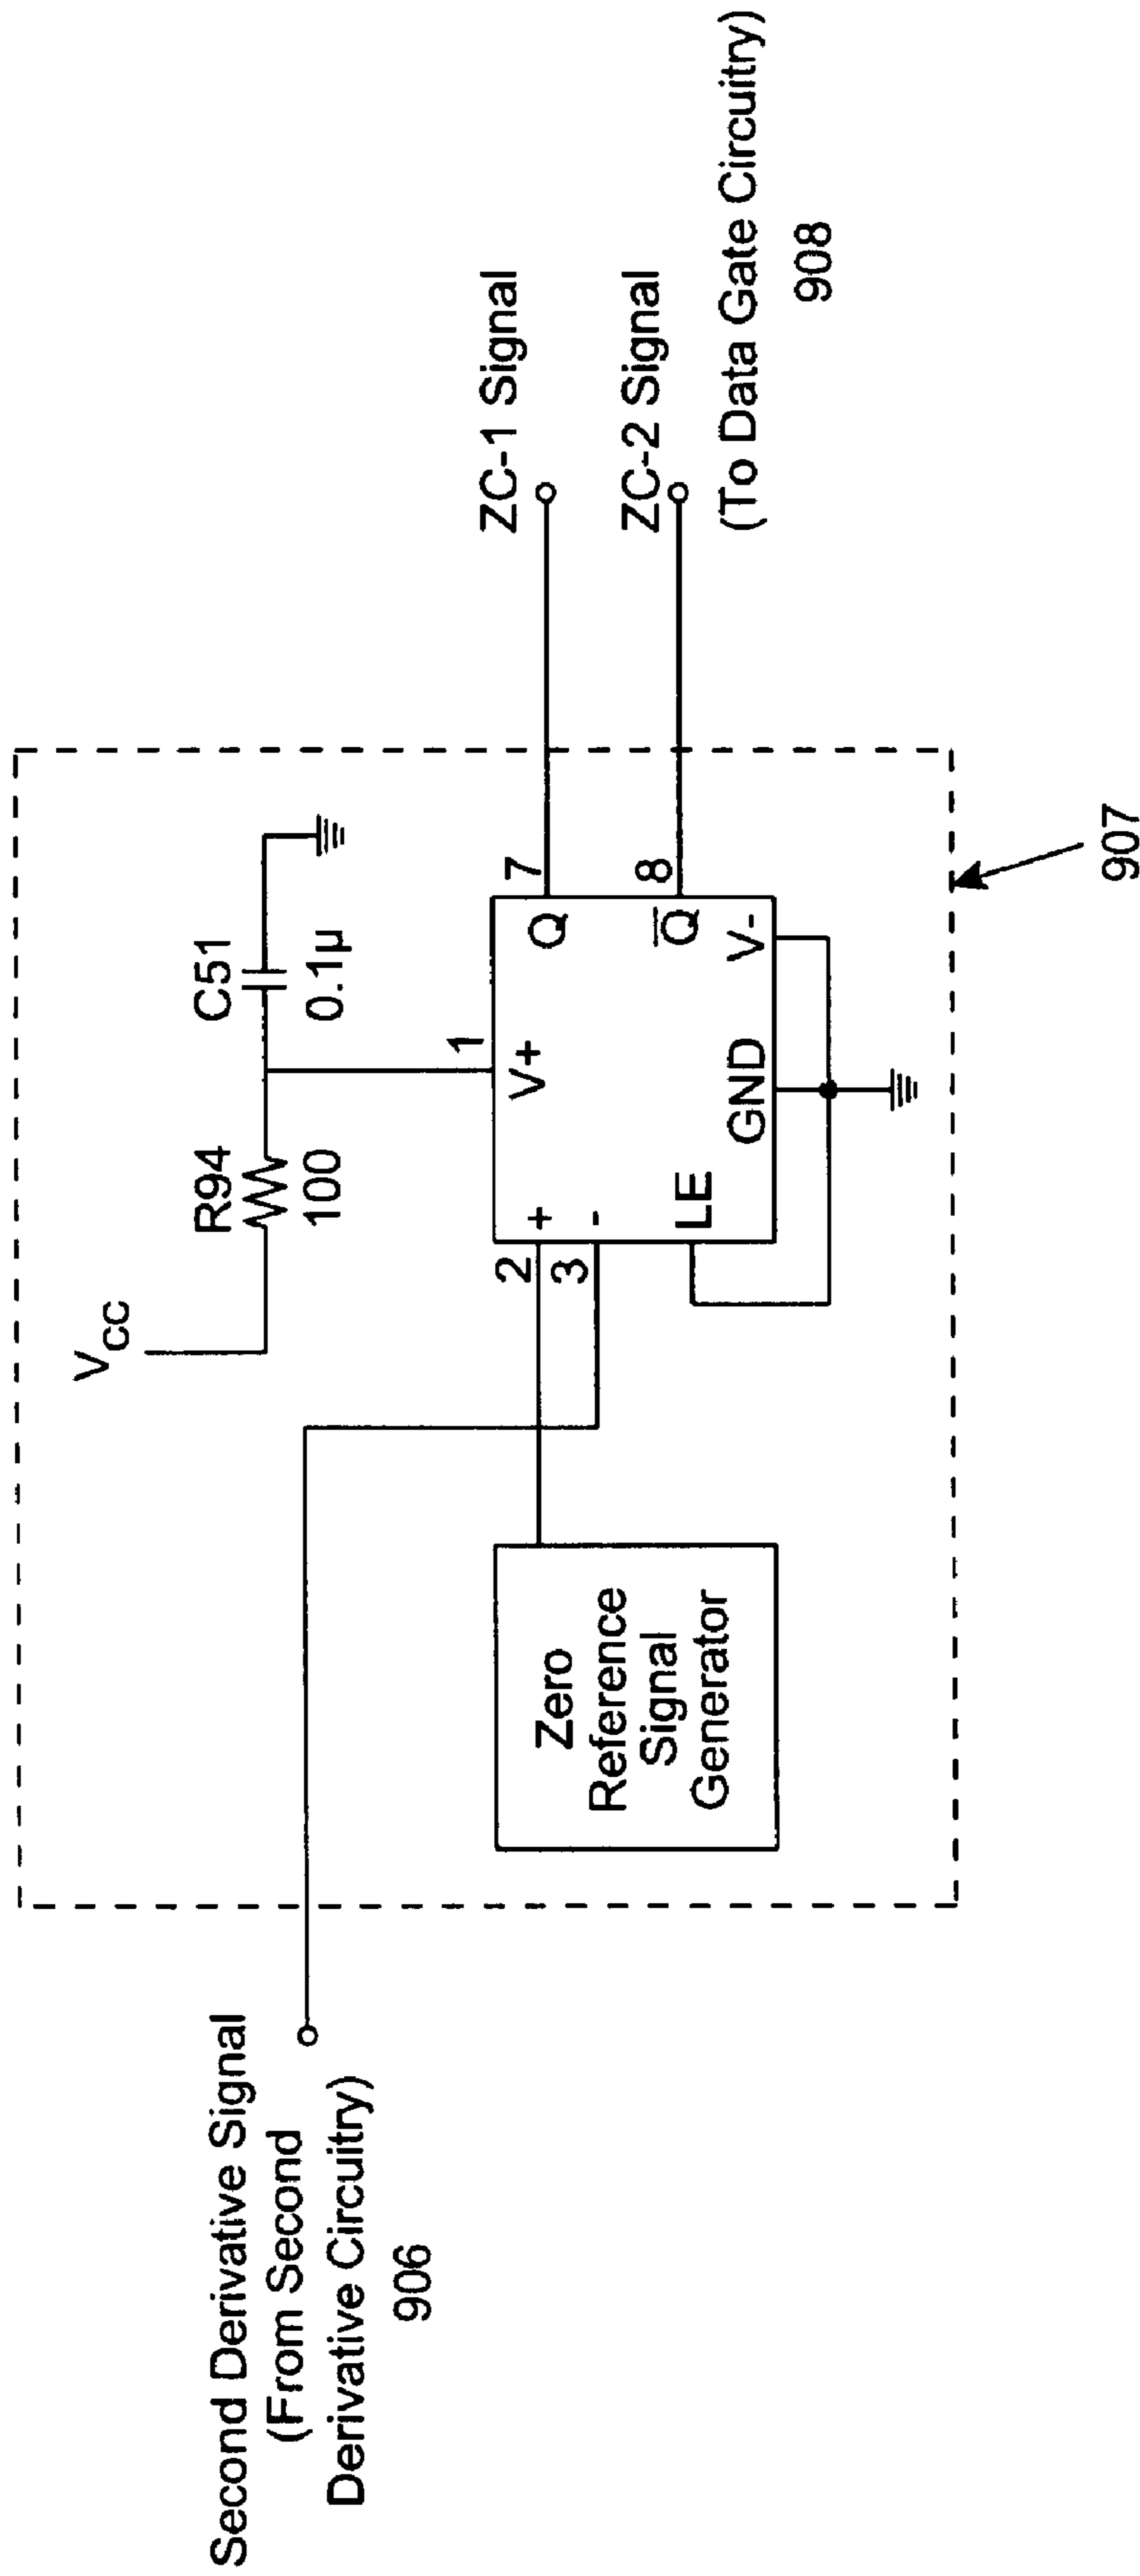 Second Derivative Signal
(From Second
Derivative Circuitry)
906
V_CC
R94
100
C51
0.1µ
Zero
Reference
Signal
Generator
2
3
1
+
-
V+
LE
GND
V-
Q
Q̅
7
8
ZC-1 Signal
ZC-2 Signal
(To Data Gate Circuitry)
908
907